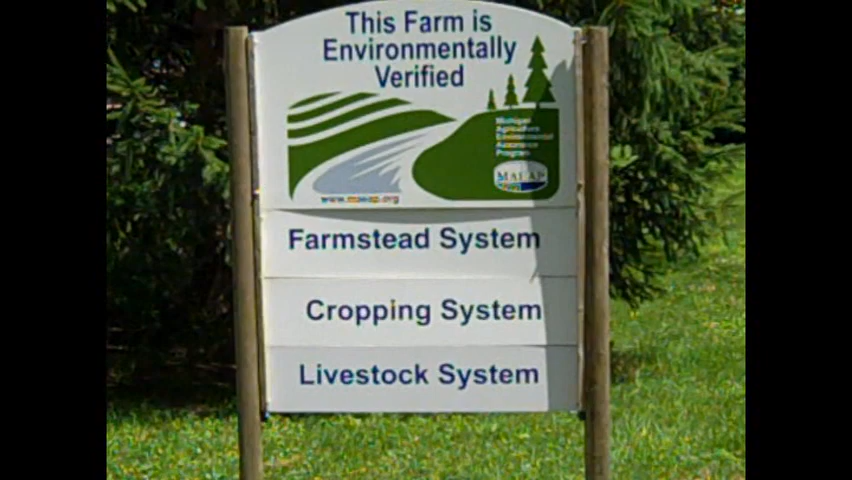 This Farm is
Environmentally
Verified
Michigan
Agriculture
Environmental
Assurance
Program
MAEAP
www.maeap.org
Farmstead System
Cropping System
Livestock System